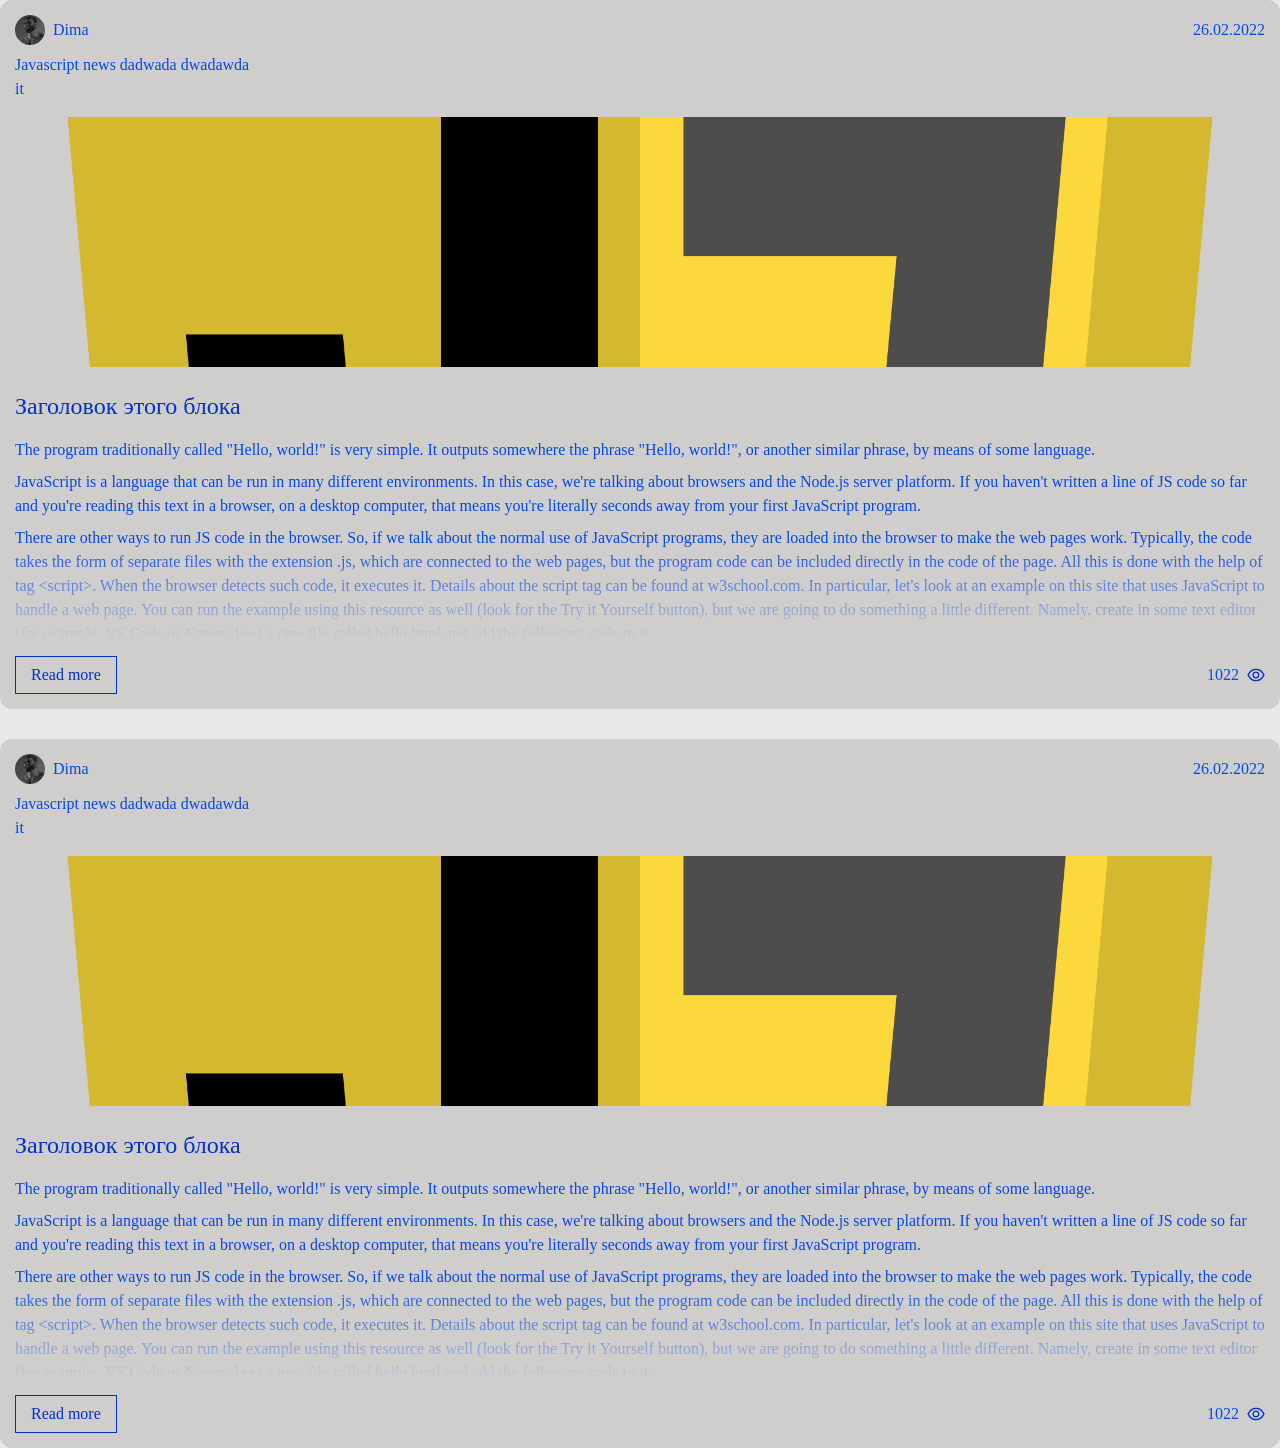 Dima
26.02.2022
Javascript news dadwada dwadawda
it
Заголовок этого блока
The program traditionally called "Hello, world!" is very simple. It outputs somewhere the phrase "Hello, world!", or another similar phrase, by means of some language.
JavaScript is a language that can be run in many different environments. In this case, we're talking about browsers and the Node.js server platform. If you haven't written a line of JS code so far
and you're reading this text in a browser, on a desktop computer, that means you're literally seconds away from your first JavaScript program.
There are other ways to run JS code in the browser. So, if we talk about the normal use of JavaScript programs, they are loaded into the browser to make the web pages work. Typically, the code
takes the form of separate files with the extension .js, which are connected to the web pages, but the program code can be included directly in the code of the page. All this is done with the help of
tag <script>. When the browser detects such code, it executes it. Details about the script tag can be found at w3school.com. In particular, let's look at an example on this site that uses JavaScript to
handle a web page. You can run the example using this resource as well (look for the Try it Yourself button), but we are going to do something a little different. Namely, create in some text editor
(for example, VS Code or Notepad++) a new file called hello.html and add the following code to it:
Read more
1022
Dima
26.02.2022
Javascript news dadwada dwadawda
it
Заголовок этого блока
The program traditionally called "Hello, world!" is very simple. It outputs somewhere the phrase "Hello, world!", or another similar phrase, by means of some language.
JavaScript is a language that can be run in many different environments. In this case, we're talking about browsers and the Node.js server platform. If you haven't written a line of JS code so far
and you're reading this text in a browser, on a desktop computer, that means you're literally seconds away from your first JavaScript program.
There are other ways to run JS code in the browser. So, if we talk about the normal use of JavaScript programs, they are loaded into the browser to make the web pages work. Typically, the code
takes the form of separate files with the extension .js, which are connected to the web pages, but the program code can be included directly in the code of the page. All this is done with the help of
tag <script>. When the browser detects such code, it executes it. Details about the script tag can be found at w3school.com. In particular, let's look at an example on this site that uses JavaScript to
handle a web page. You can run the example using this resource as well (look for the Try it Yourself button), but we are going to do something a little different. Namely, create in some text editor
(for example, VS Code or Notepad++) a new file called hello.html and add the following code to it:
Read more
1022